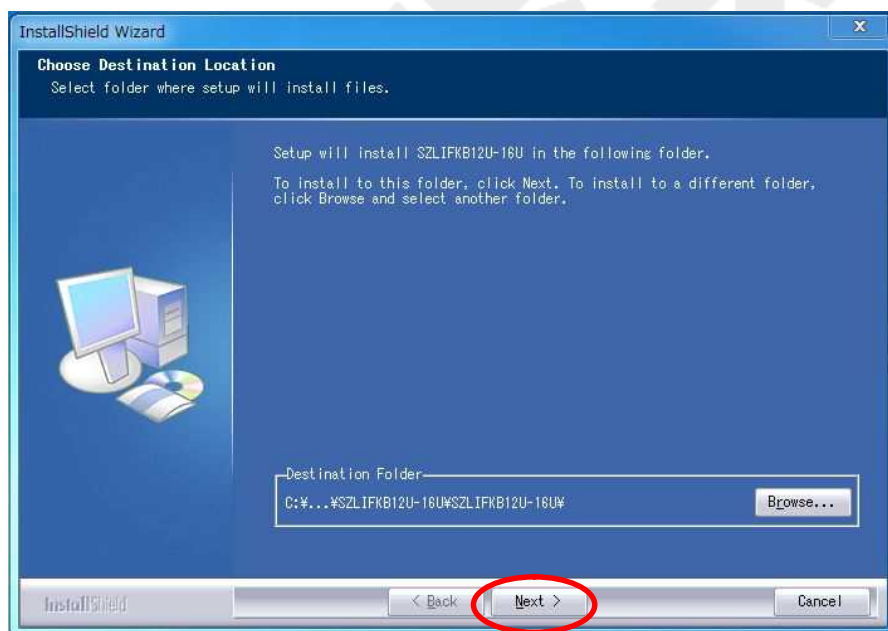 InstallShield Wizard
Choose Destination Location
Select folder where setup will install files.
Setup will install SZLIFKB12U-16U in the following folder.
To install to this folder, click Next. To install to a different folder,
click Browse and select another folder.
Destination Folder
C:¥...¥SZLIFKB12U-16U¥SZLIFKB12U-16U¥
Browse...
InstallShield
< Back
Next >
Cancel